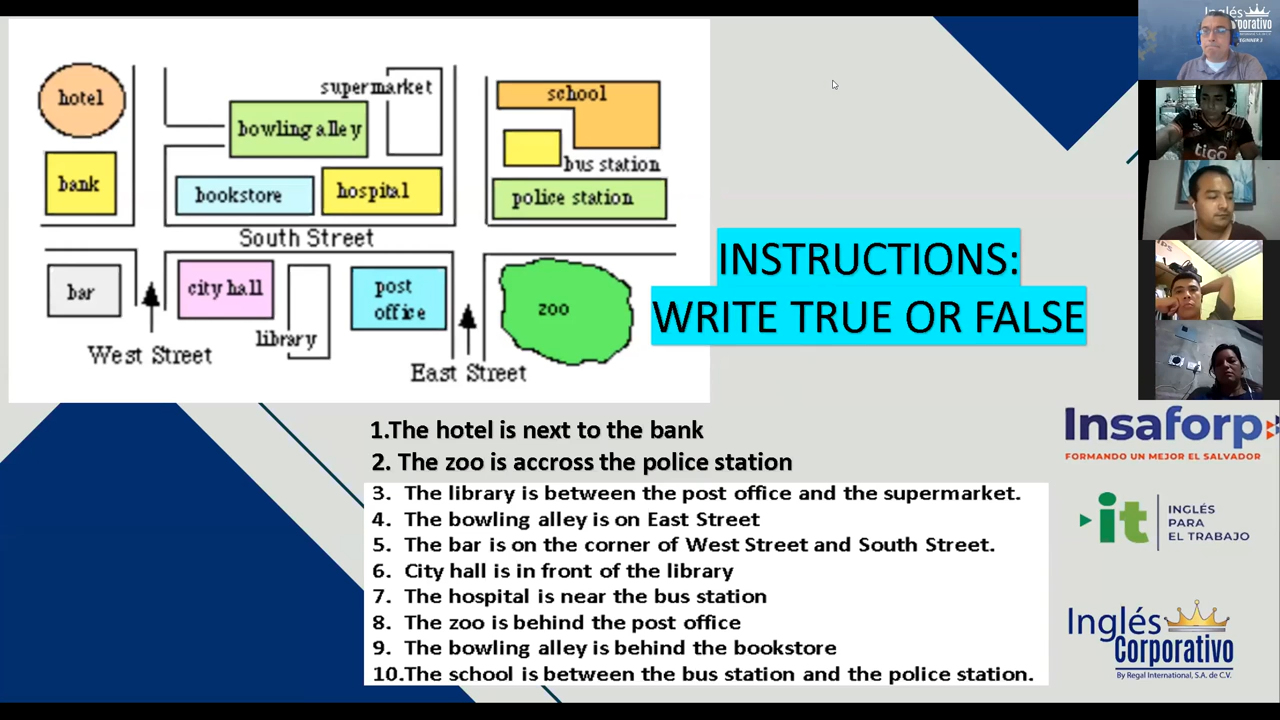 hotel
supermarket
school
bowling alley
bus station
bank
bookstore
hospital
police station
South Street
bar
city hall
library
post
office
zoo
West Street
East Street
INSTRUCTIONS:
WRITE TRUE OR FALSE
1.The hotel is next to the bank
2. The zoo is accross the police station
3. The library is between the post office and the supermarket.
4. The bowling alley is on East Street
5. The bar is on the corner of West Street and South Street.
6. City hall is in front of the library
7. The hospital is near the bus station
8. The zoo is behind the post office
9. The bowling alley is behind the bookstore
10.The school is between the bus station and the police station.
Inglés
tigo
Insaforp
FORMANDO UN MEJOR EL SALVADOR
it
INGLÉS
PARA
EL TRABAJO
Inglés
Corporativo
By Regal International, S.A. de C.V.